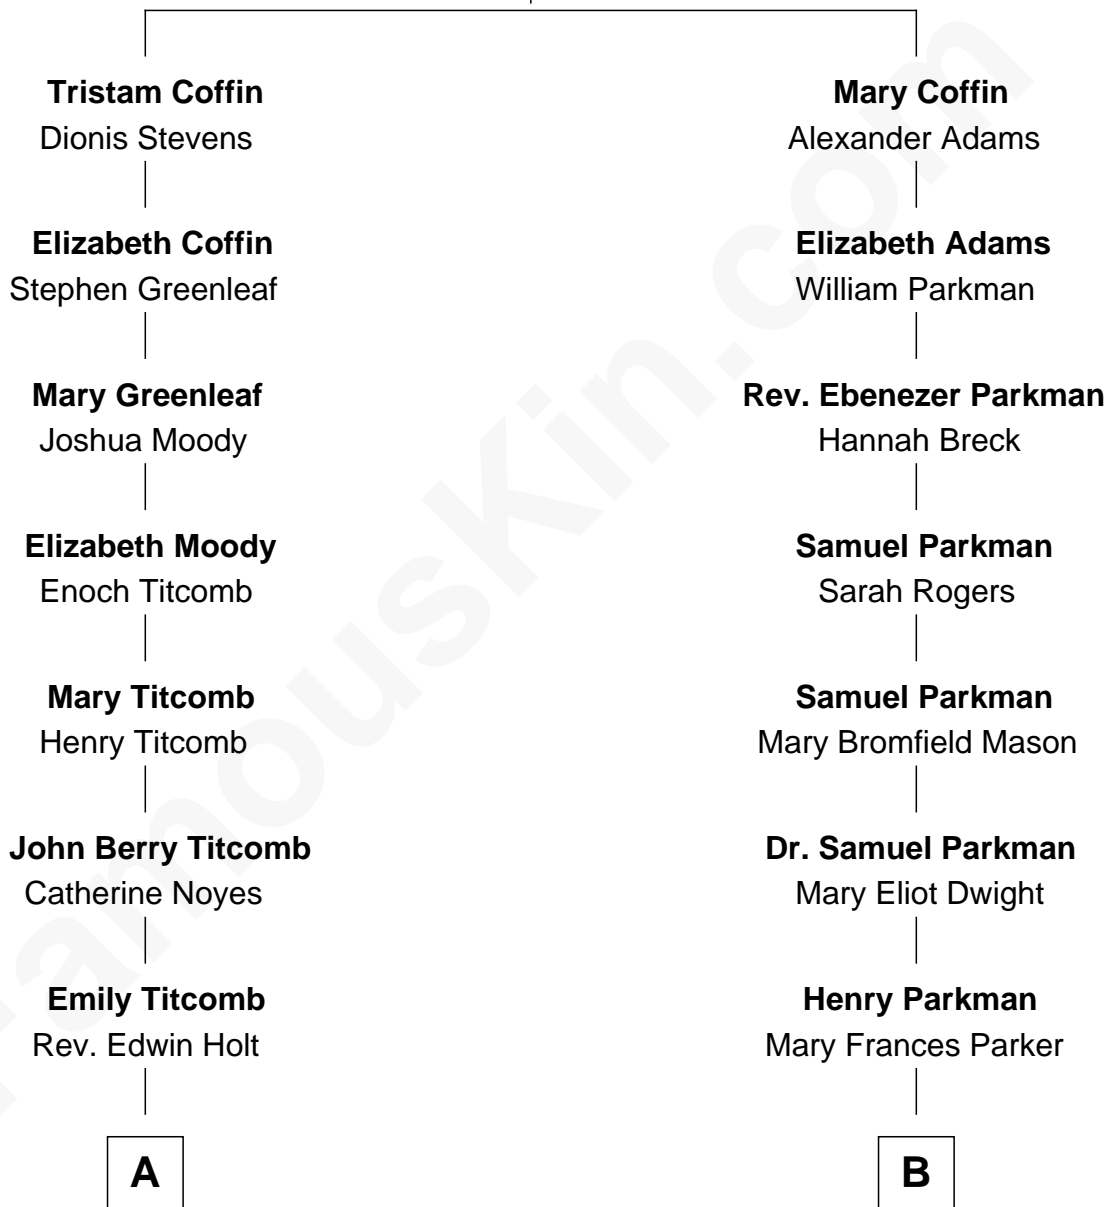 Tristam Coffin
Dionis Stevens
Elizabeth Coffin
Stephen Greenleaf
Mary Greenleaf
Joshua Moody
Elizabeth Moody
Enoch Titcomb
Mary Titcomb
Henry Titcomb
John Berry Titcomb
Catherine Noyes
Emily Titcomb
Rev. Edwin Holt
A
Mary Coffin
Alexander Adams
Elizabeth Adams
William Parkman
Rev. Ebenezer Parkman
Hannah Breck
Samuel Parkman
Sarah Rogers
Samuel Parkman
Mary Bromfield Mason
Dr. Samuel Parkman
Mary Eliot Dwight
Henry Parkman
Mary Frances Parker
B
FamousKin.com